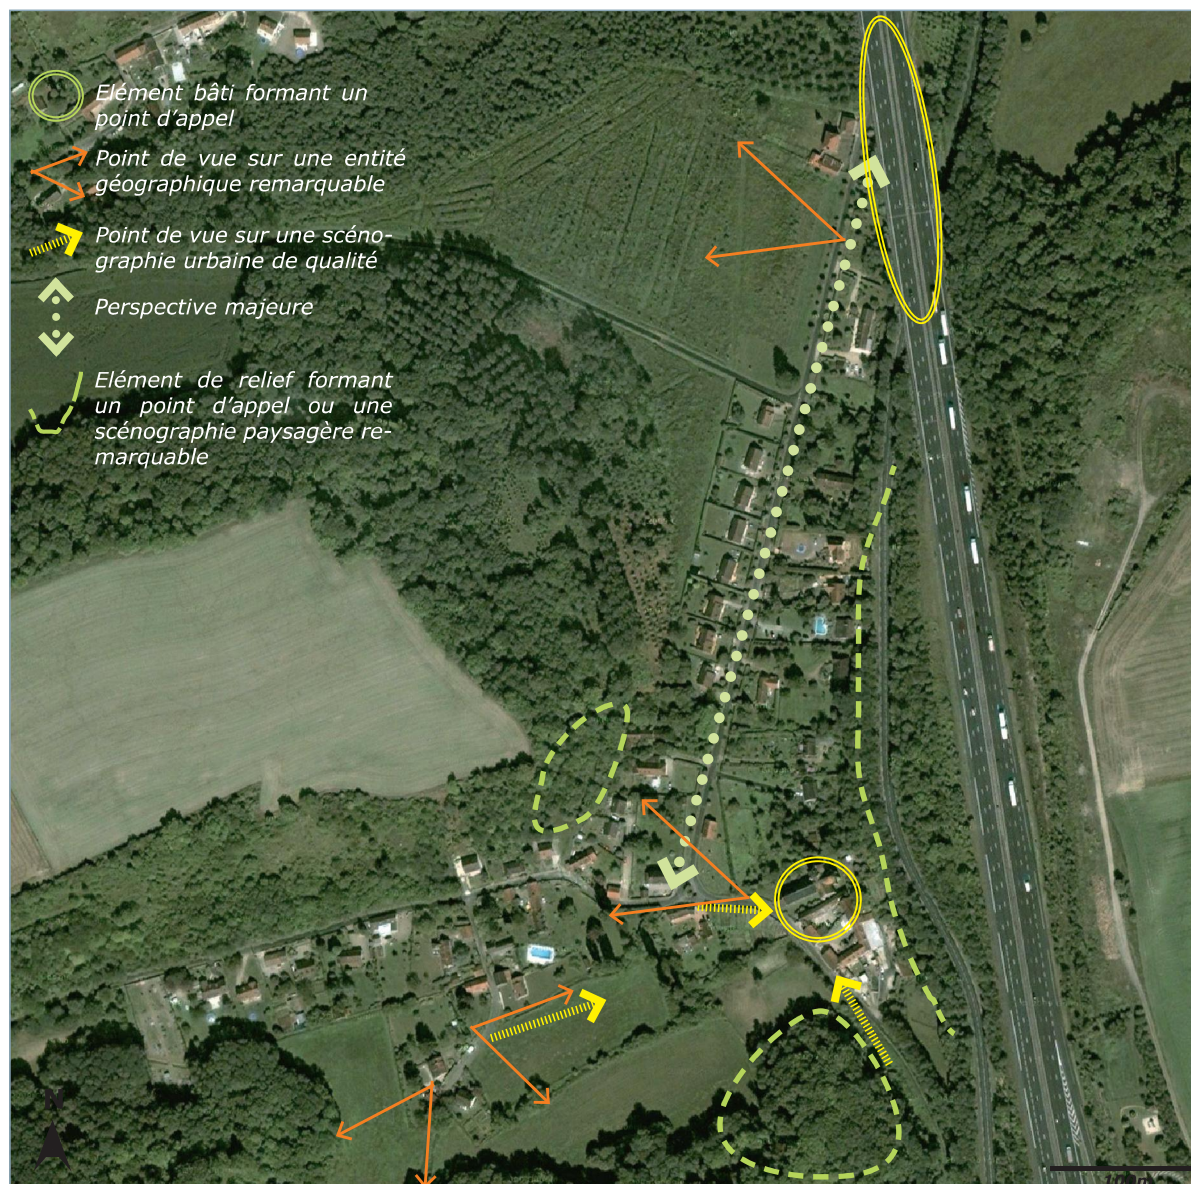 Elément bâti formant un
point d’appel
Point de vue sur une entité
géographique remarquable
Point de vue sur une scéno-
graphie urbaine de qualité
Perspective majeure
Elément de relief formant
un point d’appel ou une
scénographie paysagère re-
marquable
N